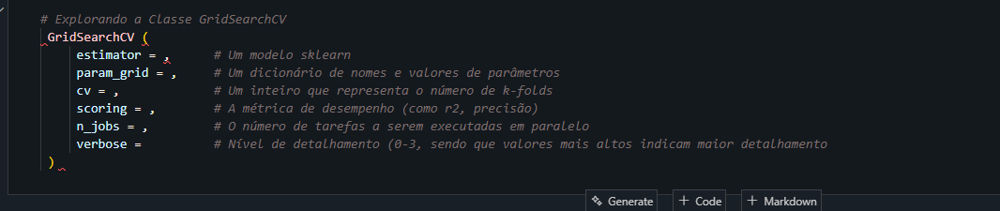 # Explorando a Classe GridSearchCV
GridSearchCV (
estimator = , # Um modelo sklearn
param_grid = , # Um dicionário de nomes e valores de parâmetros
cv = , # Um inteiro que representa o número de k-folds
scoring = , # A métrica de desempenho (como r2, precisão)
n_jobs = , # O número de tarefas a serem executadas em paralelo
verbose = # Nível de detalhamento (0-3, sendo que valores mais altos indicam maior detalhamento
)
Generate + Code + Markdown